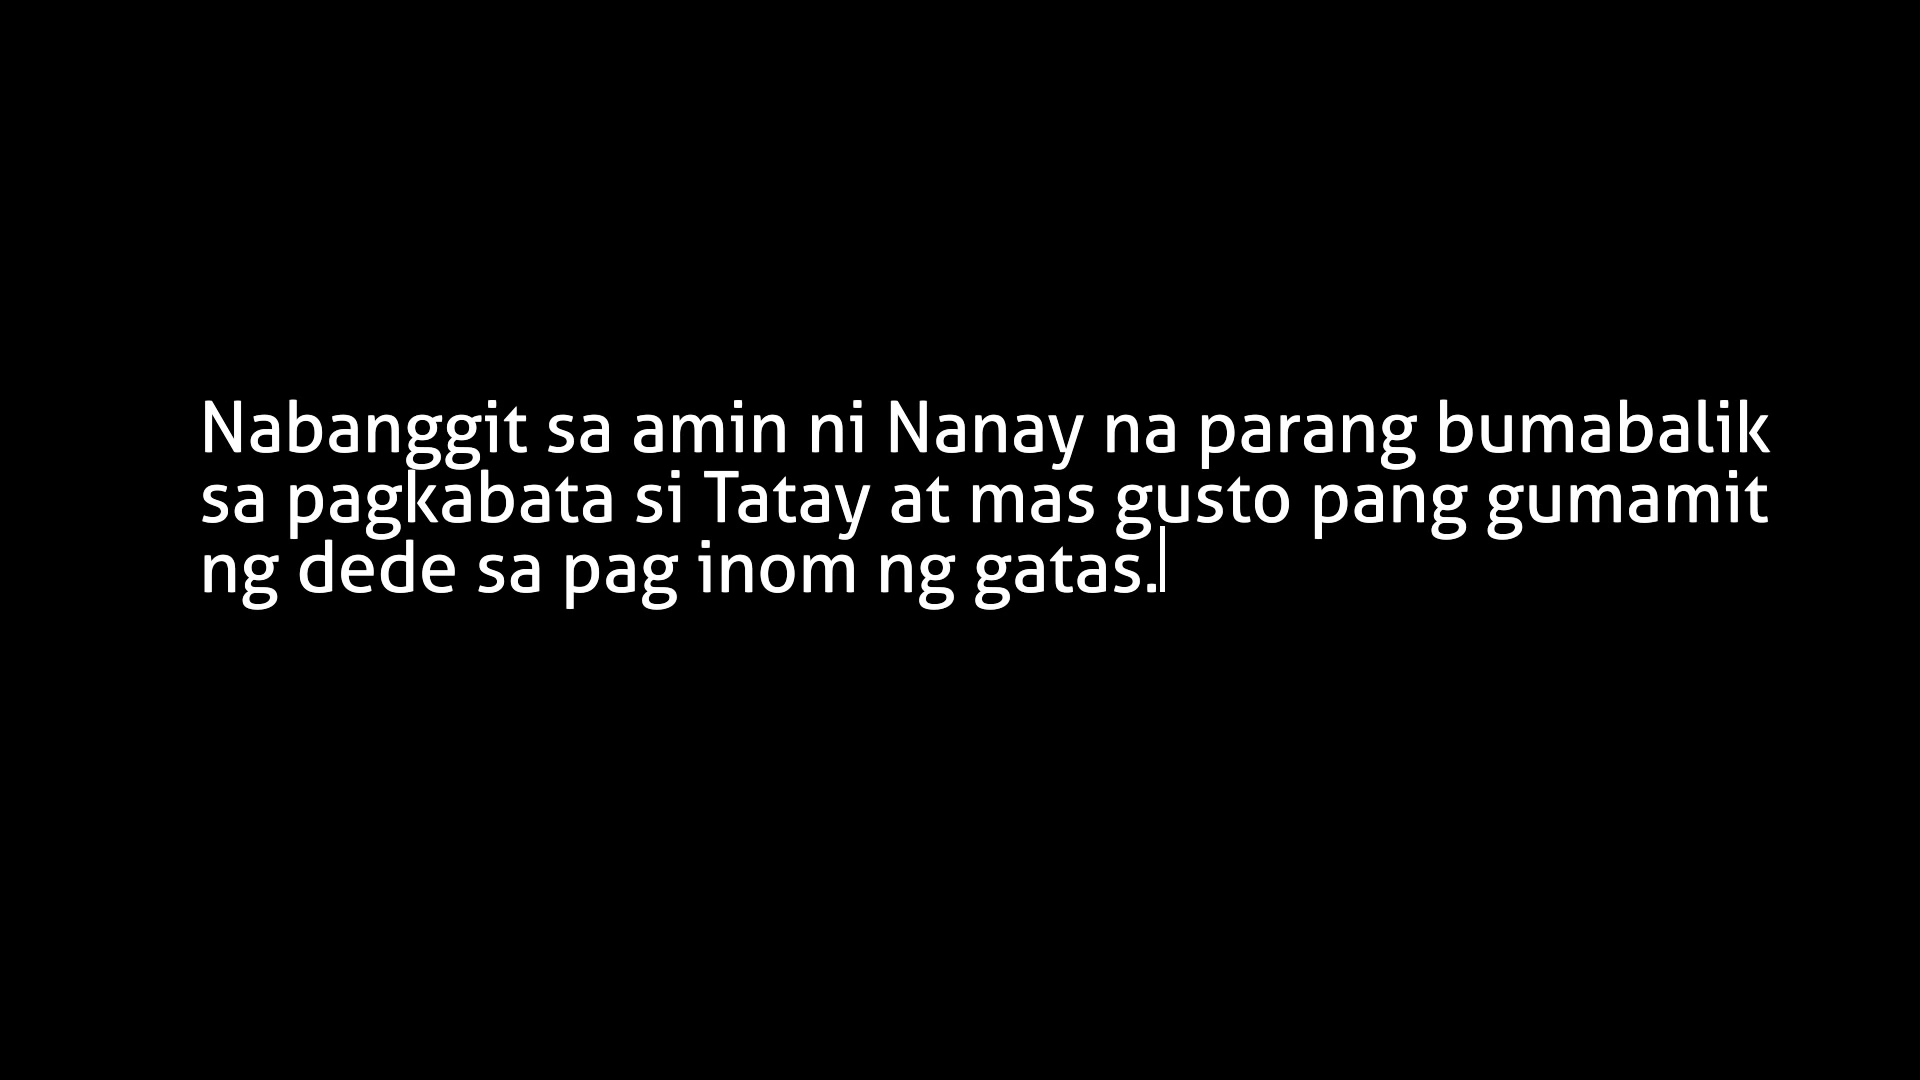 Nabanggit sa amin ni Nanay na parang bumabalik
sa pagkabata si Tatay at mas gusto pang gumamit
ng dede sa pag inom ng gatas.